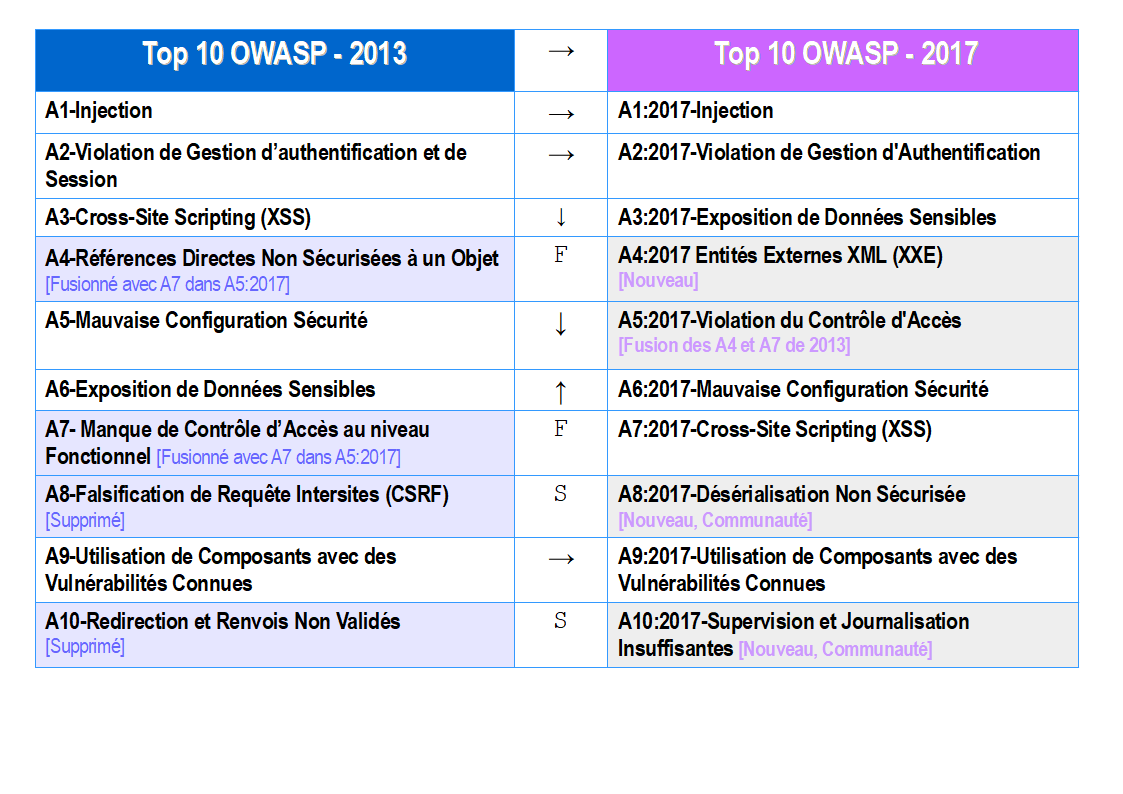 Top 10 OWASP - 2013 → Top 10 OWASP - 2017
A1-Injection → A1:2017-Injection
A2-Violation de Gestion d’authentification et de
Session
→ A2:2017-Violation de Gestion d'Authentification
A3-Cross-Site Scripting (XSS) ↓ A3:2017-Exposition de Données Sensibles
A4-Références Directes Non Sécurisées à un Objet
[Fusionné avec A7 dans A5:2017]
F
A4:2017 Entités Externes XML (XXE)
[Nouveau]
A5-Mauvaise Configuration Sécurité ↓ A5:2017-Violation du Contrôle d'Accès
[Fusion des A4 et A7 de 2013]
A6-Exposition de Données Sensibles ↑ A6:2017-Mauvaise Configuration Sécurité
A7- Manque de Contrôle d’Accès au niveau
Fonctionnel [Fusionné avec A7 dans A5:2017]
F
A7:2017-Cross-Site Scripting (XSS)
A8-Falsification de Requête Intersites (CSRF)
[Supprimé]
S
A8:2017-Désérialisation Non Sécurisée
[Nouveau, Communauté]
A9-Utilisation de Composants avec des
Vulnérabilités Connues
→
A9:2017-Utilisation de Composants avec des
Vulnérabilités Connues
A10-Redirection et Renvois Non Validés
[Supprimé]
S
A10:2017-Supervision et Journalisation
Insuffisantes [Nouveau, Communauté]